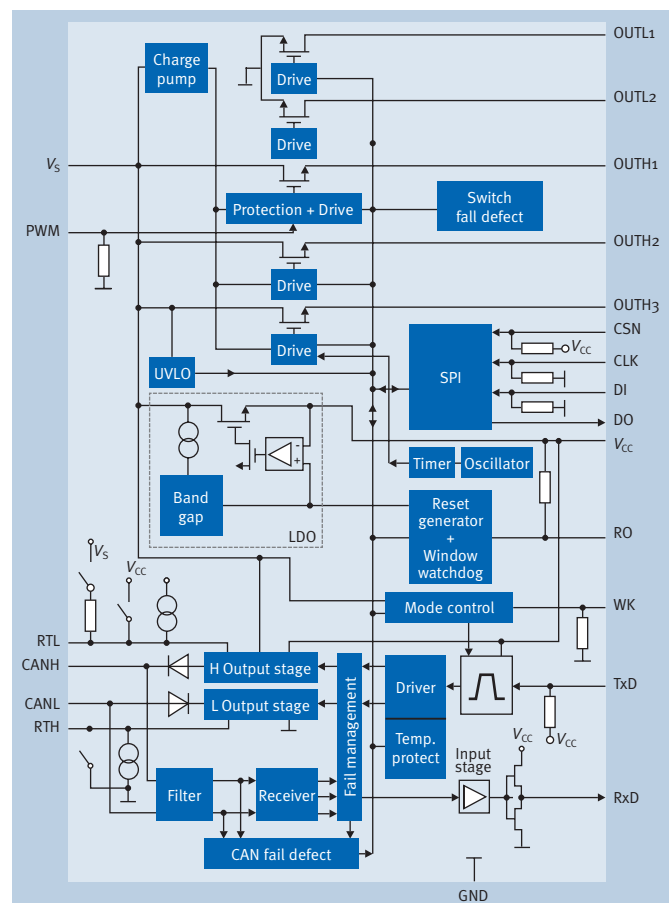 OUTL1
Charge
pump
Drive
OUTL2
Drive
VS
OUTH1
Protection + Drive
Switch
fall defect
PWM
OUTH2
Drive
OUTH3
CSN
VCC
Drive
UVLO
SPI
CLK
DI
DO
VCC
Timer
Oscillator
Band
gap
LDO
Reset
generator
+
Window
watchdog
RO
VS
VCC
Mode control
WK
RTL
CANH
H Output stage
Driver
TxD
CANL
L Output stage
RTH
Fail management
Temp.
protect
VCC
VCC
Input
stage
Filter
Receiver
RxD
CAN fail defect
GND